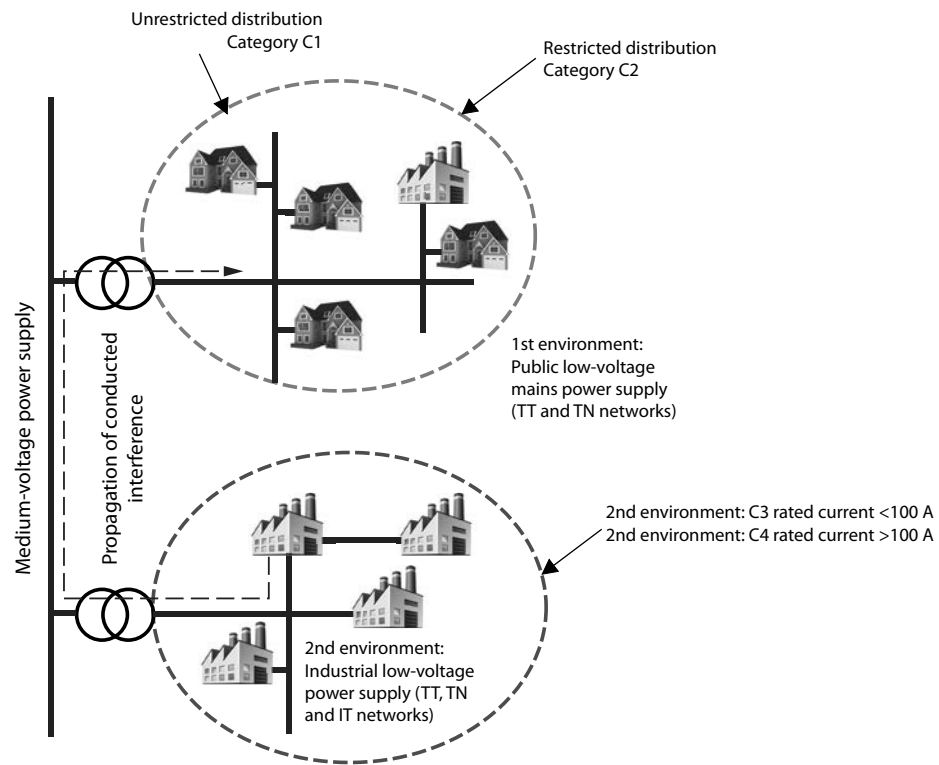 Unrestricted distribution
Category C1
Restricted distribution
Category C2
Medium-voltage power supply
Propagation of conducted
interference
1st environment:
Public low-voltage
mains power supply
(TT and TN networks)
2nd environment: C3 rated current <100 A
2nd environment: C4 rated current >100 A
2nd environment:
Industrial low-voltage
power supply (TT, TN
and IT networks)